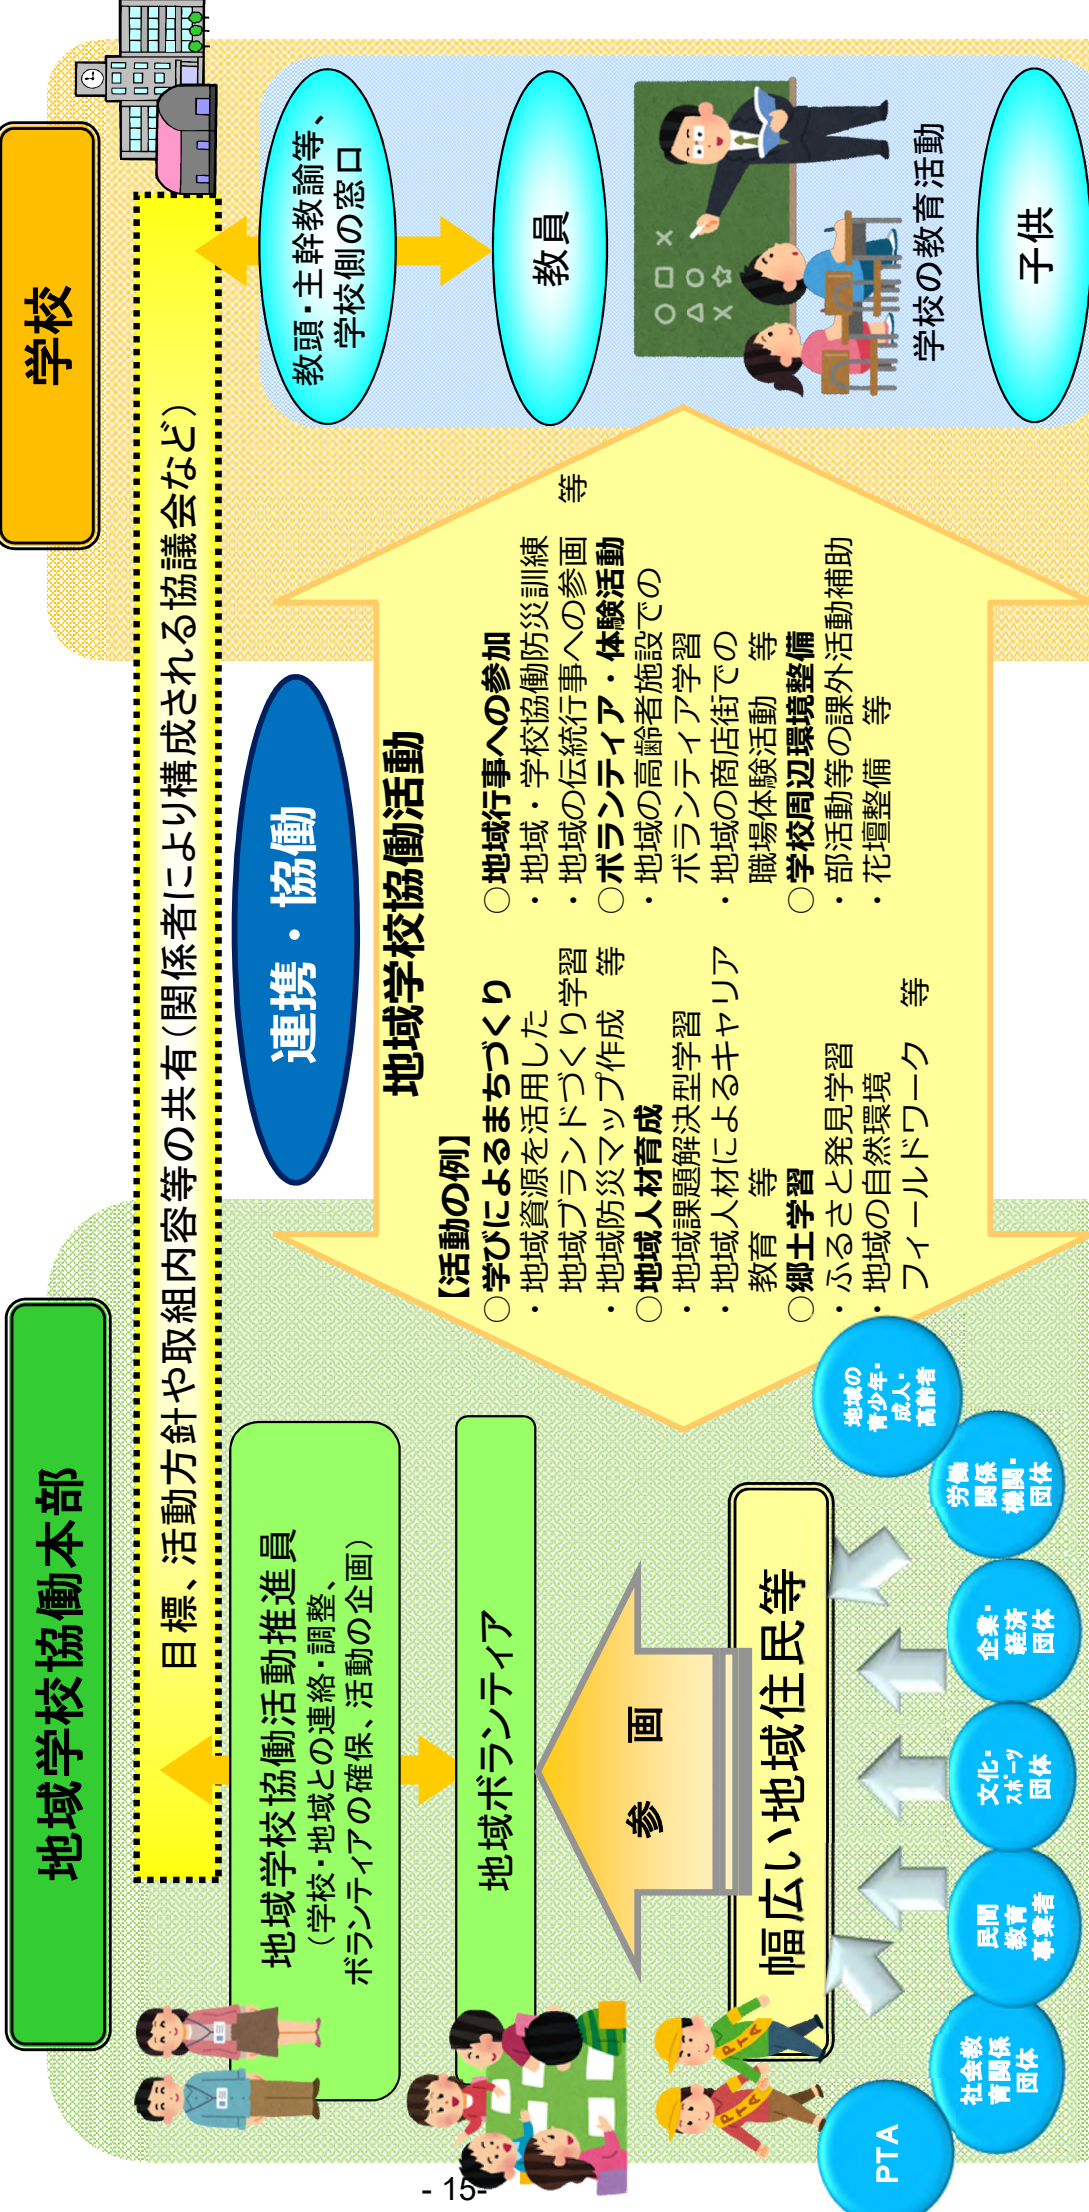 地域学校協働本部
学校
目標、活動方針や取組内容等の共有(関係者により構成される協議会など)
地域学校協働活動推進員
(学校・地域との連絡・調整、
ボランティアの確保、活動の企画)
地域ボランティア
参　画
幅広い地域住民等
PTA
社会教
育関係
団体
民間
教育
事業者
文化・
スポーツ
団体
企業・
経済
団体
労働
関係
機関・
団体
地域の
青少年・
成人・
高齢者
連携・協働
地域学校協働活動
【活動の例】
○学びによるまちづくり
・地域資源を活用した
地域ブランドづくり学習
・地域防災マップ作成　等
○地域人材育成
・地域課題解決型学習
・地域人材によるキャリア
教育　等
○郷土学習
・ふるさと発見学習
・地域の自然環境
フィールドワーク　等
○地域行事への参加
・地域・学校協働防災訓練
・地域の伝統行事への参画　等
○ボランティア・体験活動
・地域の高齢者施設での
ボランティア学習
・地域の商店街での
職場体験活動　等
○学校周辺環境整備
・部活動等の課外活動補助
・花壇整備　等
教頭・主幹教諭等、
学校側の窓口
教員
学校の教育活動
子供
PTA
PTA
- 15-